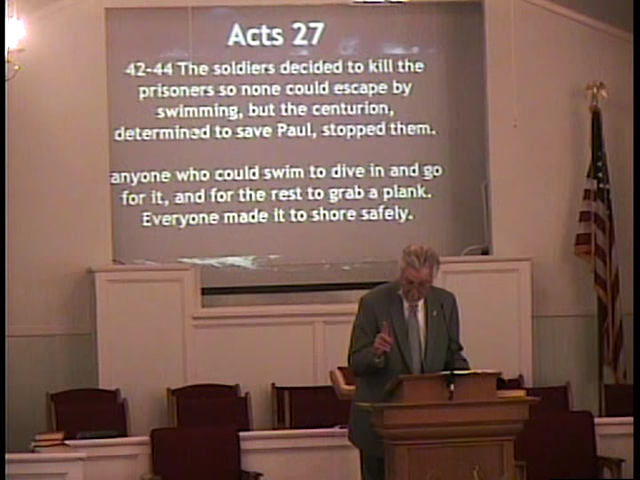 Acts 27
42-44 The soldiers decided to kill the
prisoners so none could escape by
swimming, but the centurion,
determined to save Paul, stopped them.
anyone who could swim to dive in and go
for it, and for the rest to grab a plank.
Everyone made it to shore safely.